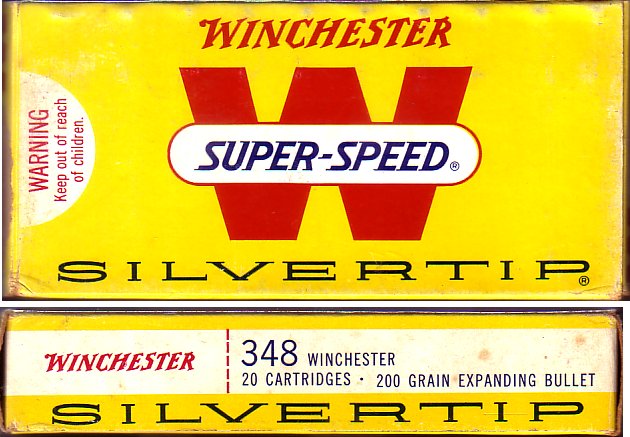 WINCHESTER
WARNING
Keep out of reach
of children.
W
SUPER-SPEED®
SILVERTIP®
WINCHESTER
348 WINCHESTER
20 CARTRIDGES · 200 GRAIN EXPANDING BULLET
SILVERTIP